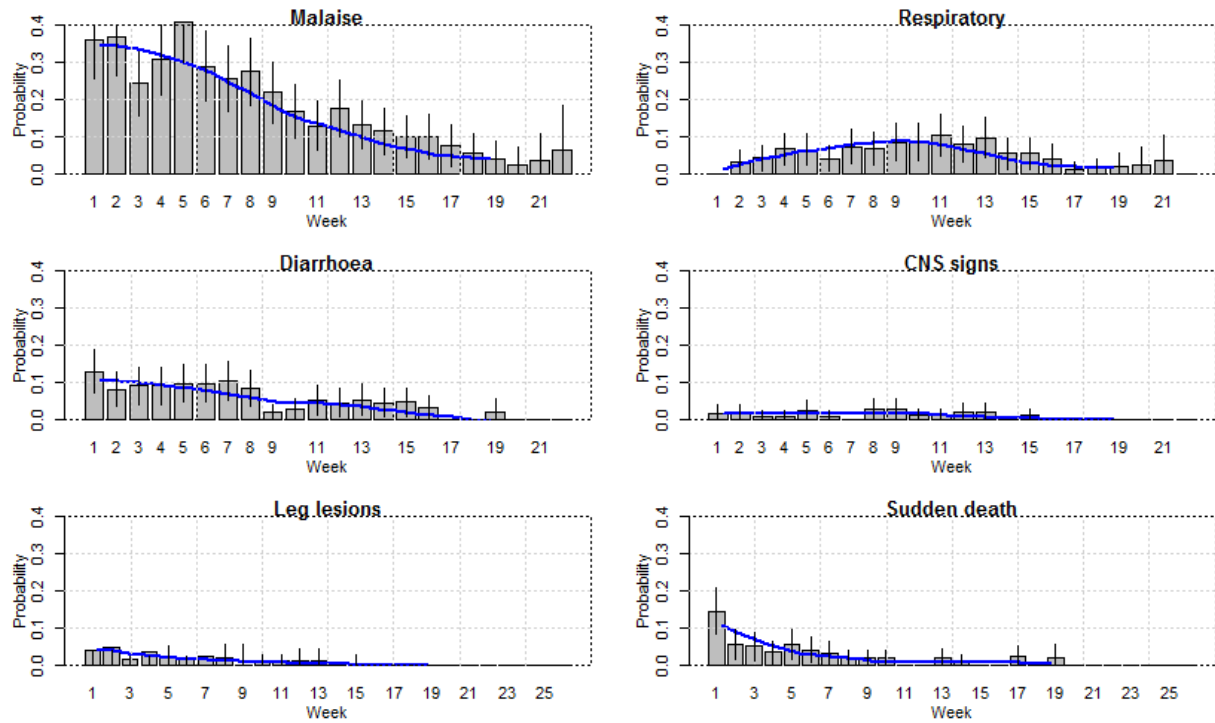 Malaise
Probability
0.0 0.1 0.2 0.3 0.4
1 2 3 4 5 6 7 8 9 11 13 15 17 19 21
Week
Respiratory
Probability
0.0 0.1 0.2 0.3 0.4
1 2 3 4 5 6 7 8 9 11 13 15 17 19 21
Week
Diarrhoea
Probability
0.0 0.1 0.2 0.3 0.4
1 2 3 4 5 6 7 8 9 11 13 15 17 19 21
Week
CNS signs
Probability
0.0 0.1 0.2 0.3 0.4
1 2 3 4 5 6 7 8 9 11 13 15 17 19 21
Week
Leg lesions
Probability
0.0 0.1 0.2 0.3 0.4
1 3 5 7 9 11 13 15 17 19 21 23 25
Week
Sudden death
Probability
0.0 0.1 0.2 0.3 0.4
1 3 5 7 9 11 13 15 17 19 21 23 25
Week